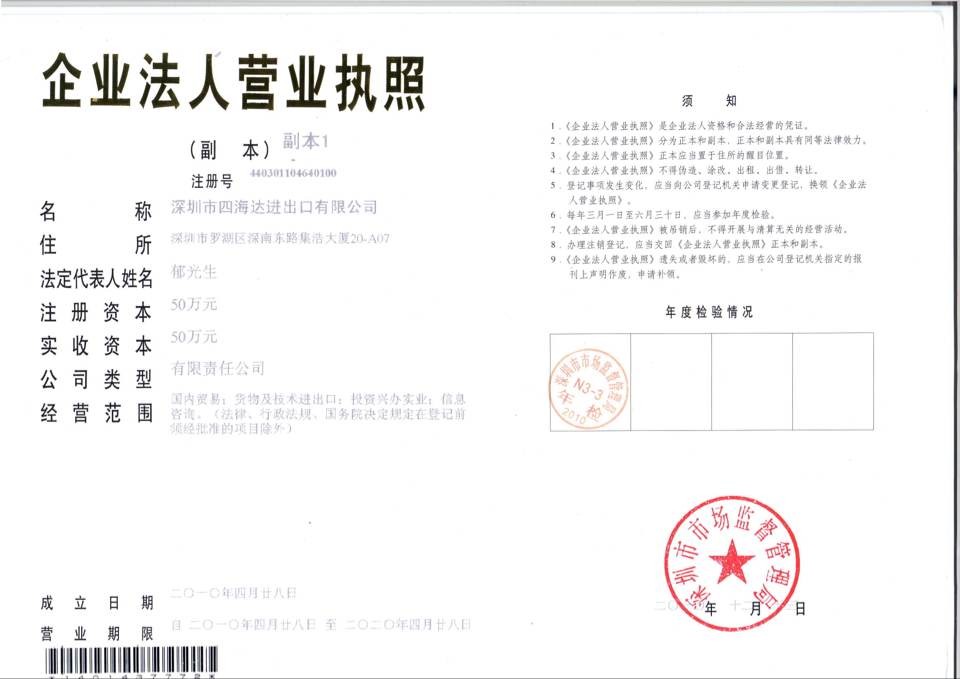 企业法人营业执照
(副 本) 副本1
注册号 440301104640100
名 称 深圳市四海达进出口有限公司
住 所 深圳市罗湖区深南东路集浩大厦20-A07
法定代表人姓名 郁光生
注 册 资 本 50万元
实 收 资 本 50万元
公 司 类 型 有限责任公司
经 营 范 围 国内贸易；货物及技术进出口；投资兴办实业；信息
咨询。（法律、行政法规、国务院决定规定在登记前
须经批准的项目除外）
成 立 日 期 二〇一〇年四月廿八日
营 业 期 限 自 二〇一〇年四月廿八日 至 二〇二〇年四月廿八日
*1401437772*
须 知
1．《企业法人营业执照》是企业法人资格和合法经营的凭证。
2．《企业法人营业执照》分为正本和副本，正本和副本具有同等法律效力。
3．《企业法人营业执照》正本应当置于住所的醒目位置。
4．《企业法人营业执照》不得伪造、涂改、出租、出借、转让。
5．登记事项发生变化，应当向公司登记机关申请变更登记，换领《企业法
人营业执照》。
6．每年三月一日至六月三十日，应当参加年度检验。
7．《企业法人营业执照》被吊销后，不得开展与清算无关的经营活动。
8．办理注销登记，应当交回《企业法人营业执照》正本和副本。
9．《企业法人营业执照》遗失或者毁坏的，应当在公司登记机关指定的报
刊上声明作废，申请补领。
年度检验情况
深圳市市场监督管理局
N3-3
年检
2010
深圳市市场监督管理局
年 月 日